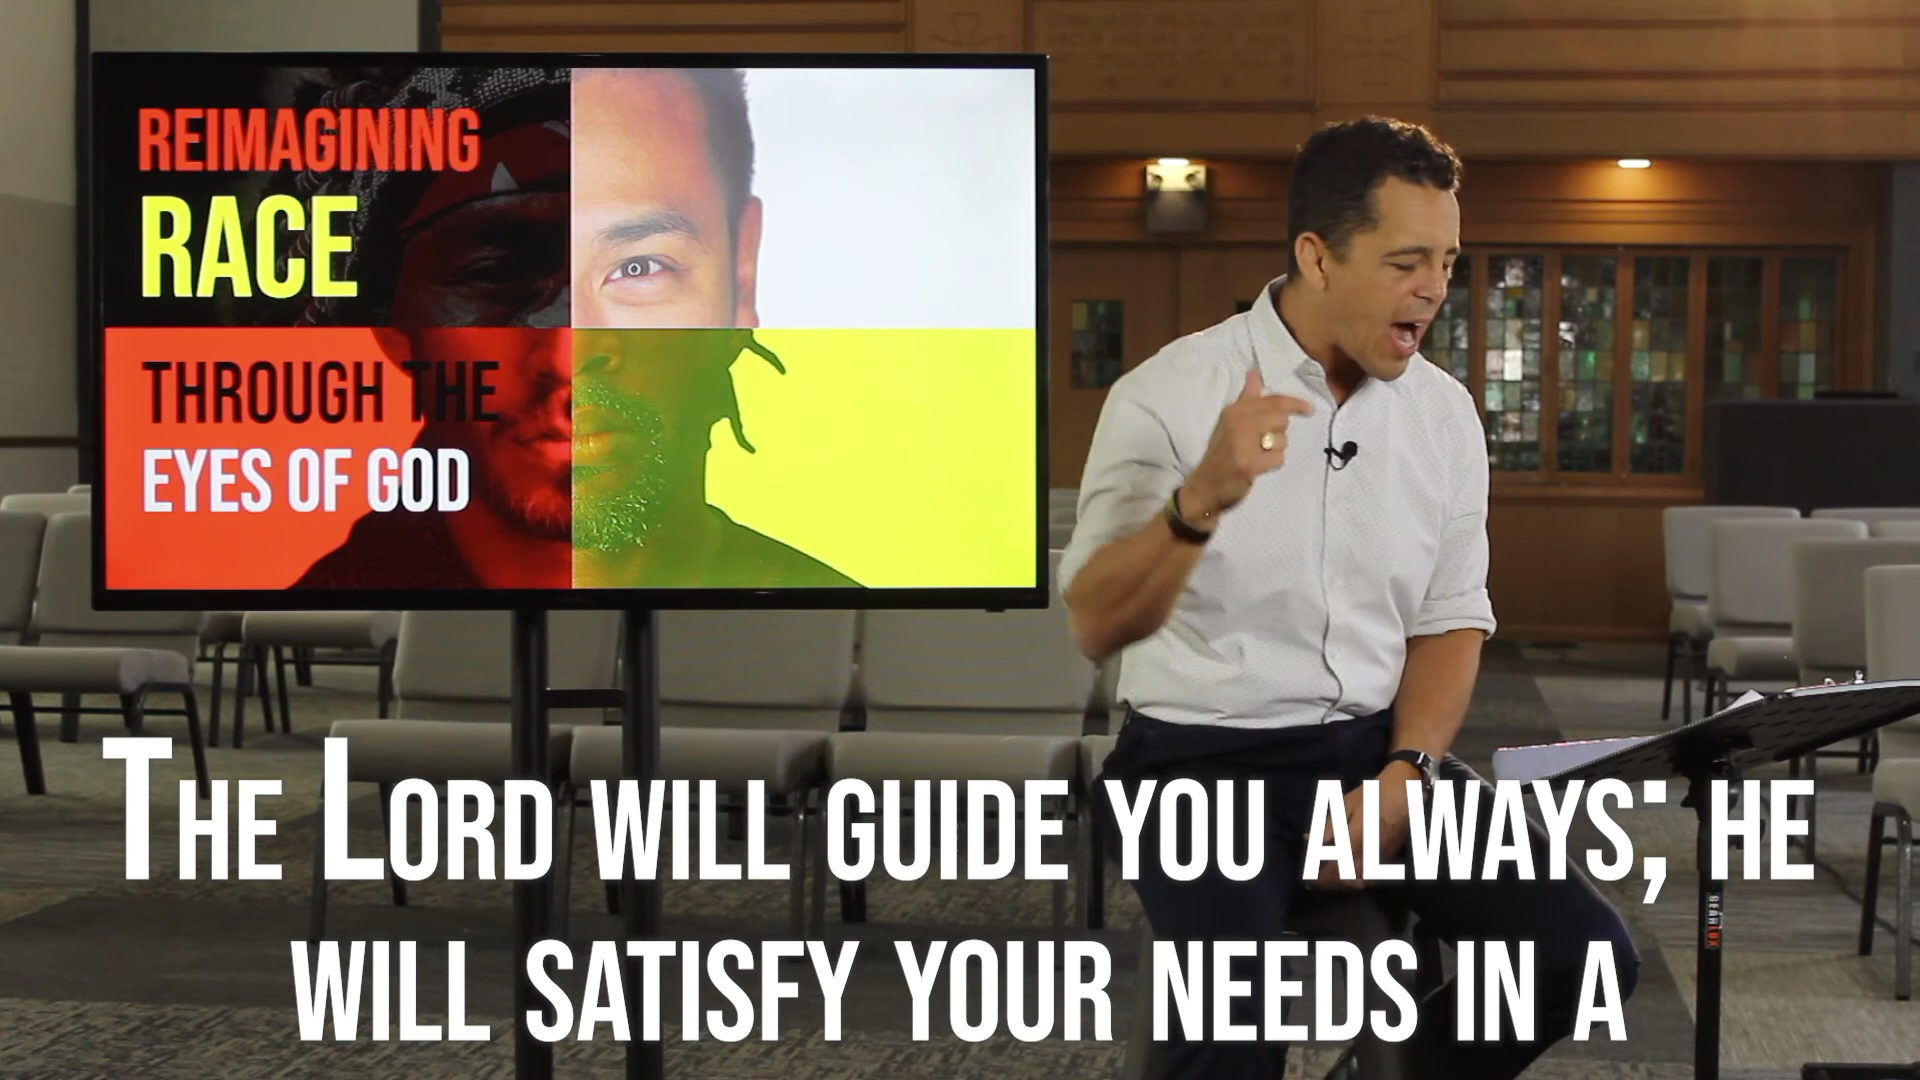 REIMAGINING
RACE
THROUGH THE
EYES OF GOD
THE LORD WILL GUIDE YOU ALWAYS; HE
WILL SATISFY YOUR NEEDS IN A
GEARLUX